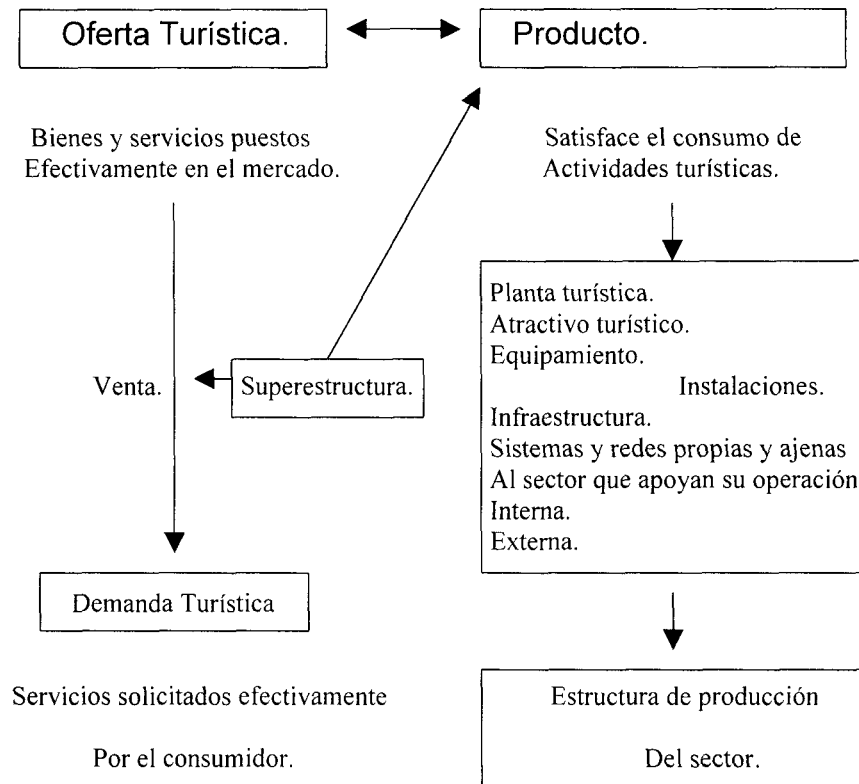 Oferta Turística.
Producto.
Bienes y servicios puestos
Efectivamente en el mercado.
Satisface el consumo de
Actividades turísticas.
Venta.
Superestructura.
Planta turística.
Atractivo turístico.
Equipamiento.
Instalaciones.
Infraestructura.
Sistemas y redes propias y ajenas
Al sector que apoyan su operación
Interna.
Externa.
Demanda Turística
Servicios solicitados efectivamente
Por el consumidor.
Estructura de producción
Del sector.